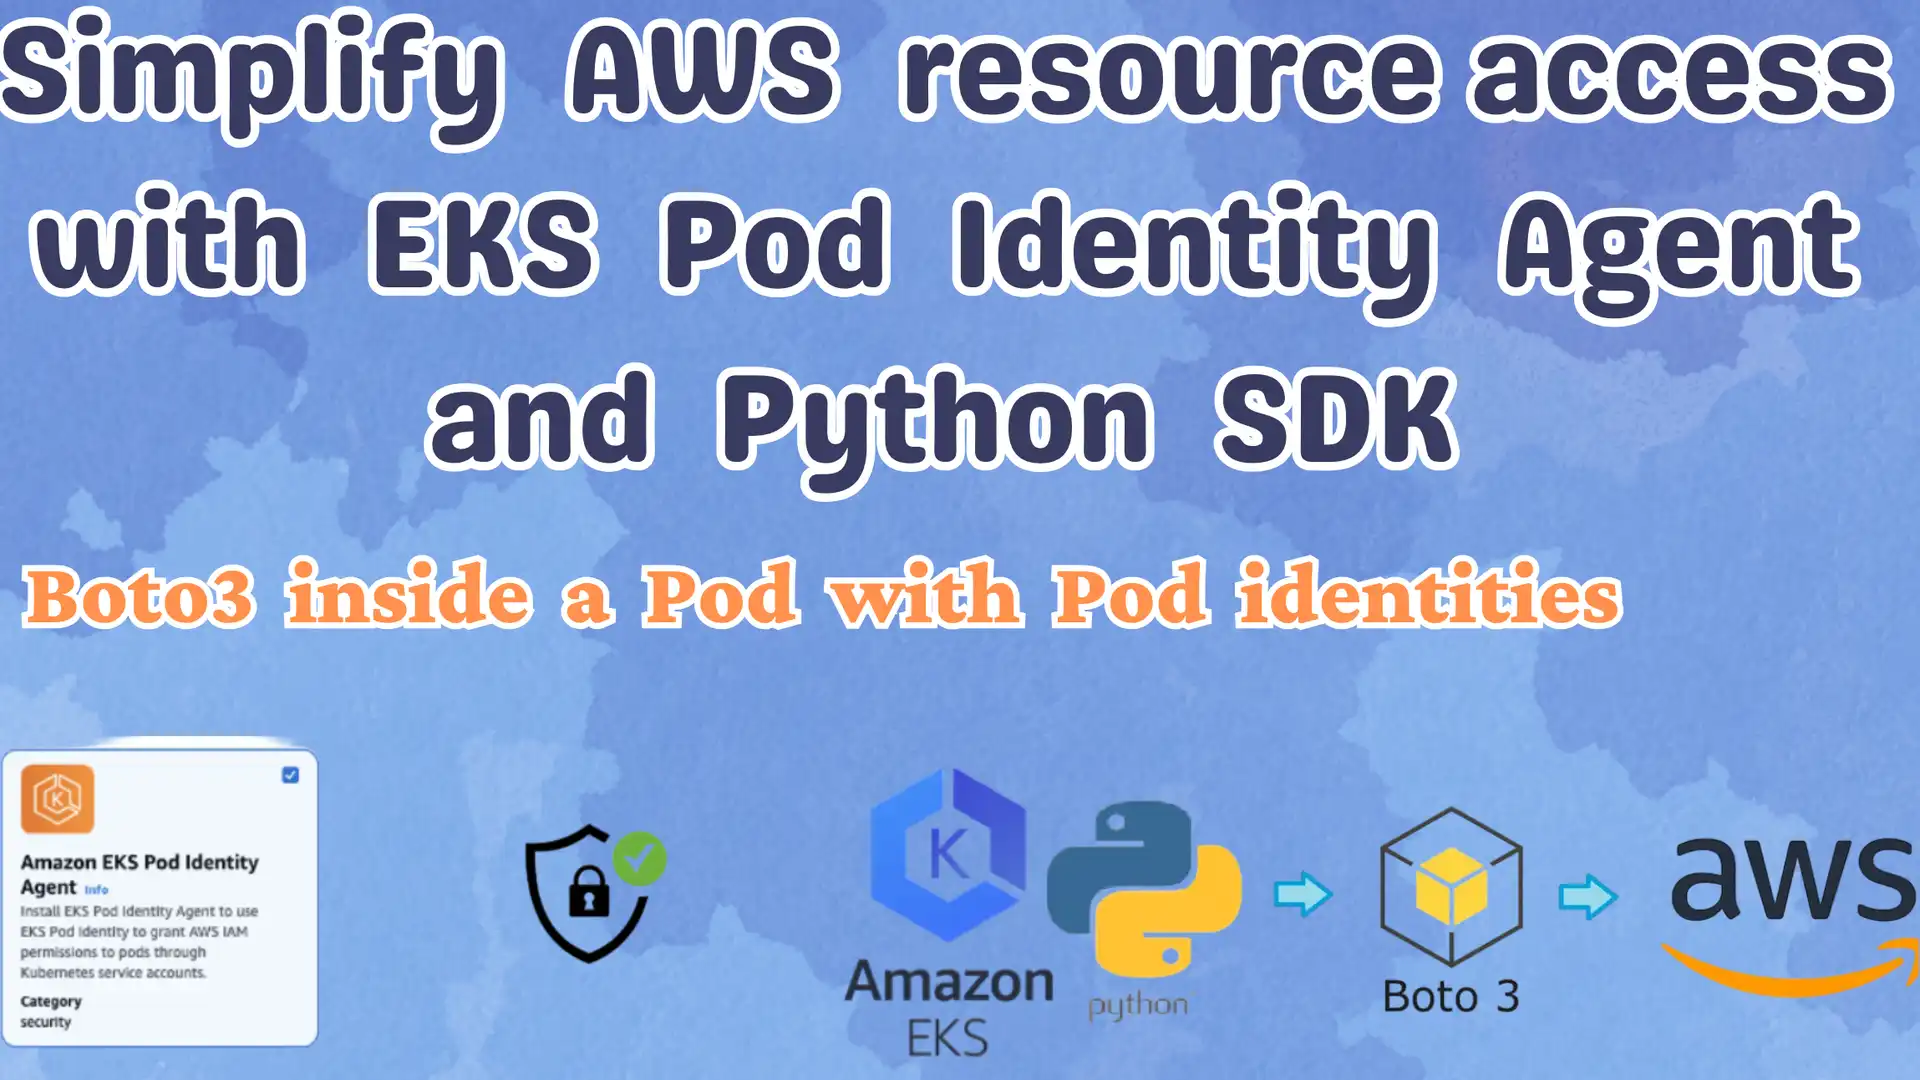 Simplify AWS resource access
with EKS Pod Identity Agent
and Python SDK
Boto3 inside a Pod with Pod identities
Amazon EKS Pod Identity
Agent Info
Install EKS Pod Identity Agent to use
EKS Pod Identity to grant AWS IAM
permissions to pods through
Kubernetes service accounts.
Category
security
K
Amazon
EKS
python
Boto 3
aws